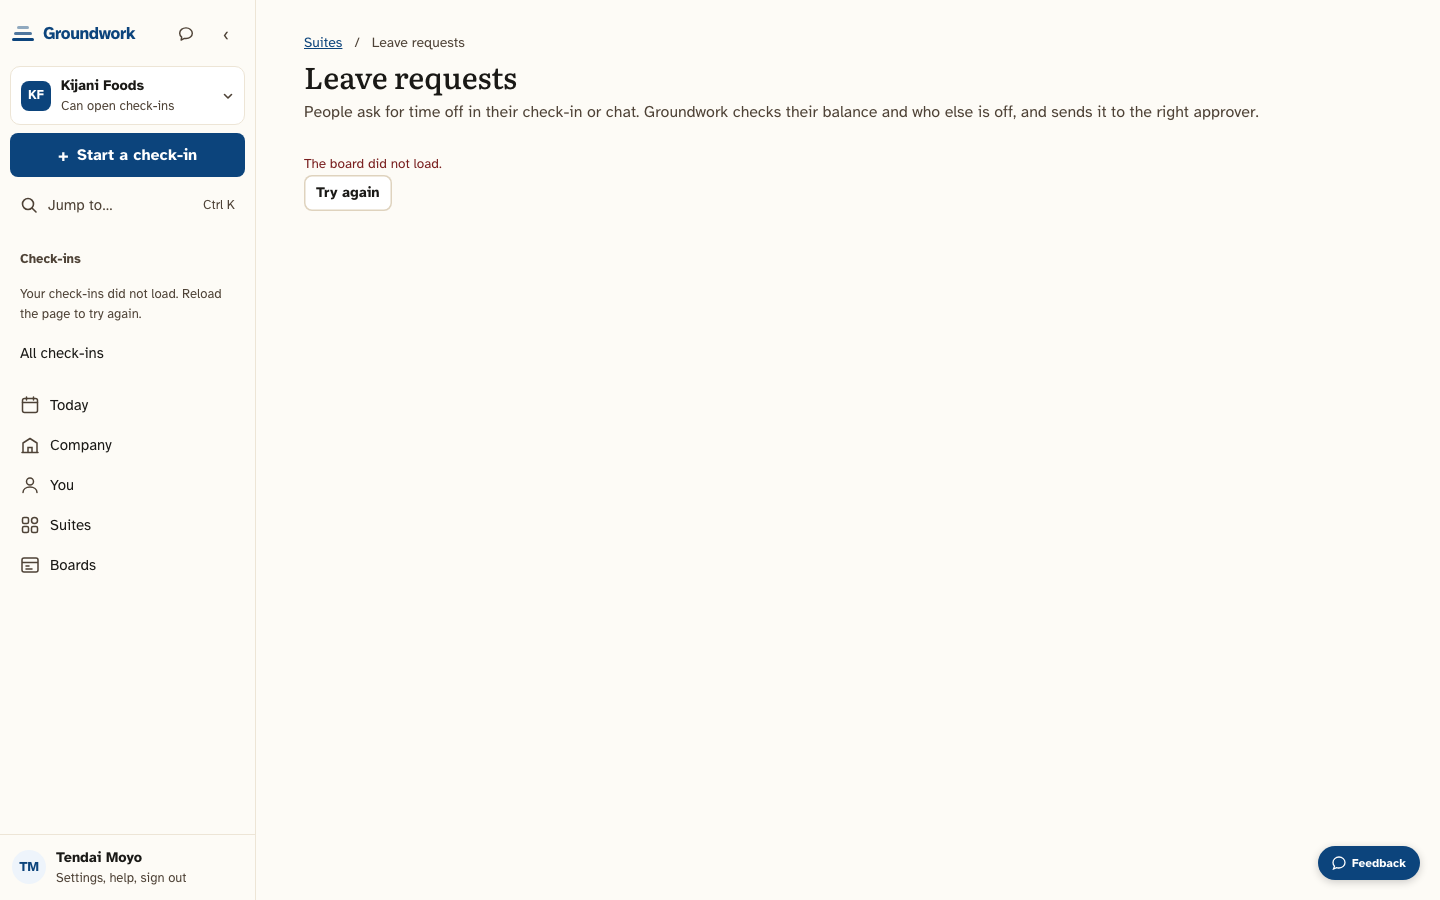 Groundwork
KF
Kijani Foods
Can open check-ins
+ Start a check-in
Jump to...
Ctrl K
Check-ins
Your check-ins did not load. Reload
the page to try again.
All check-ins
Today
Company
You
Suites
Boards
TM
Tendai Moyo
Settings, help, sign out
Suites / Leave requests
Leave requests
People ask for time off in their check-in or chat. Groundwork checks their balance and who else is off, and sends it to the right approver.
The board did not load.
Try again
Feedback